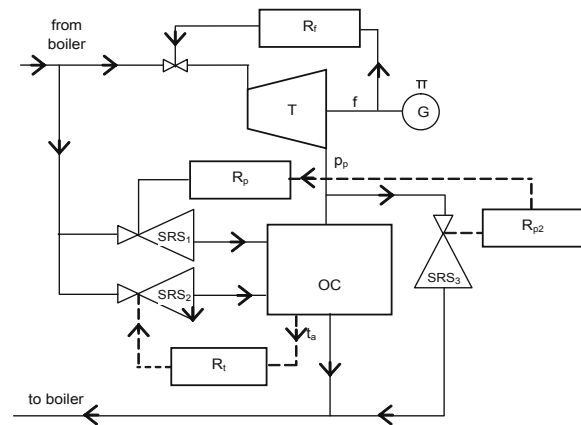 from
boiler
R_f
π
T
f
G
p_p
R_p
R_p2
SRS_1
SRS_2
OC
SRS_3
t_a
R_t
to boiler